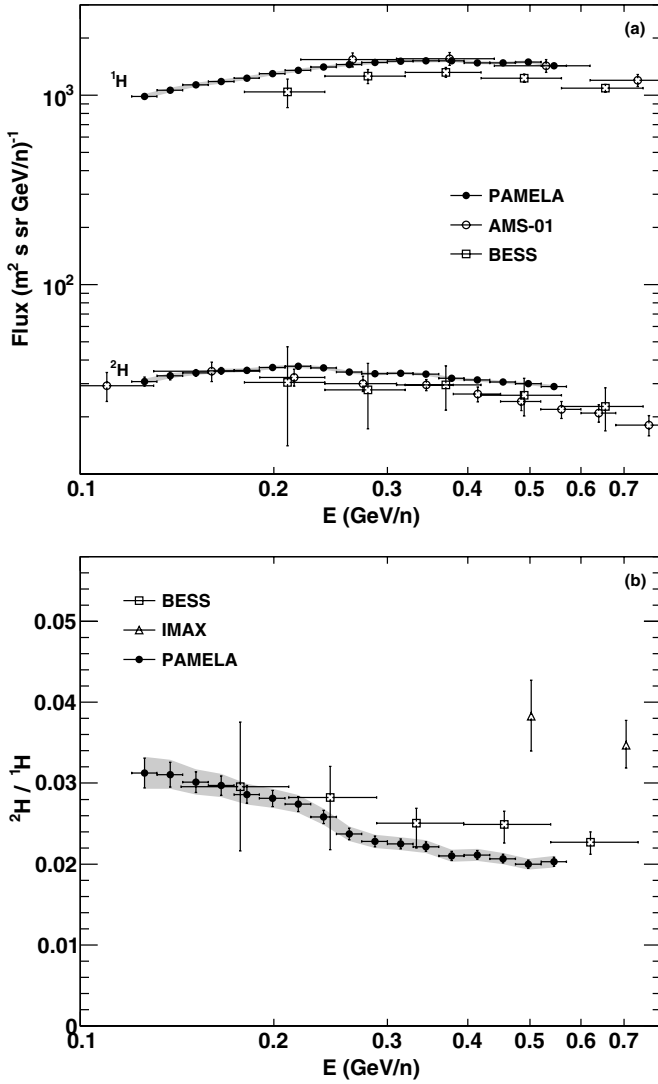 (a)
10³
10²
¹H
²H
Flux (m² s sr GeV/n)⁻¹
PAMELA
AMS-01
BESS
0.1 0.2 0.3 0.4 0.5 0.6 0.7
E (GeV/n)
(b)
BESS
IMAX
PAMELA
0.05
0.04
0.03
0.02
0.01
0
²H / ¹H
0.1 0.2 0.3 0.4 0.5 0.6 0.7
E (GeV/n)